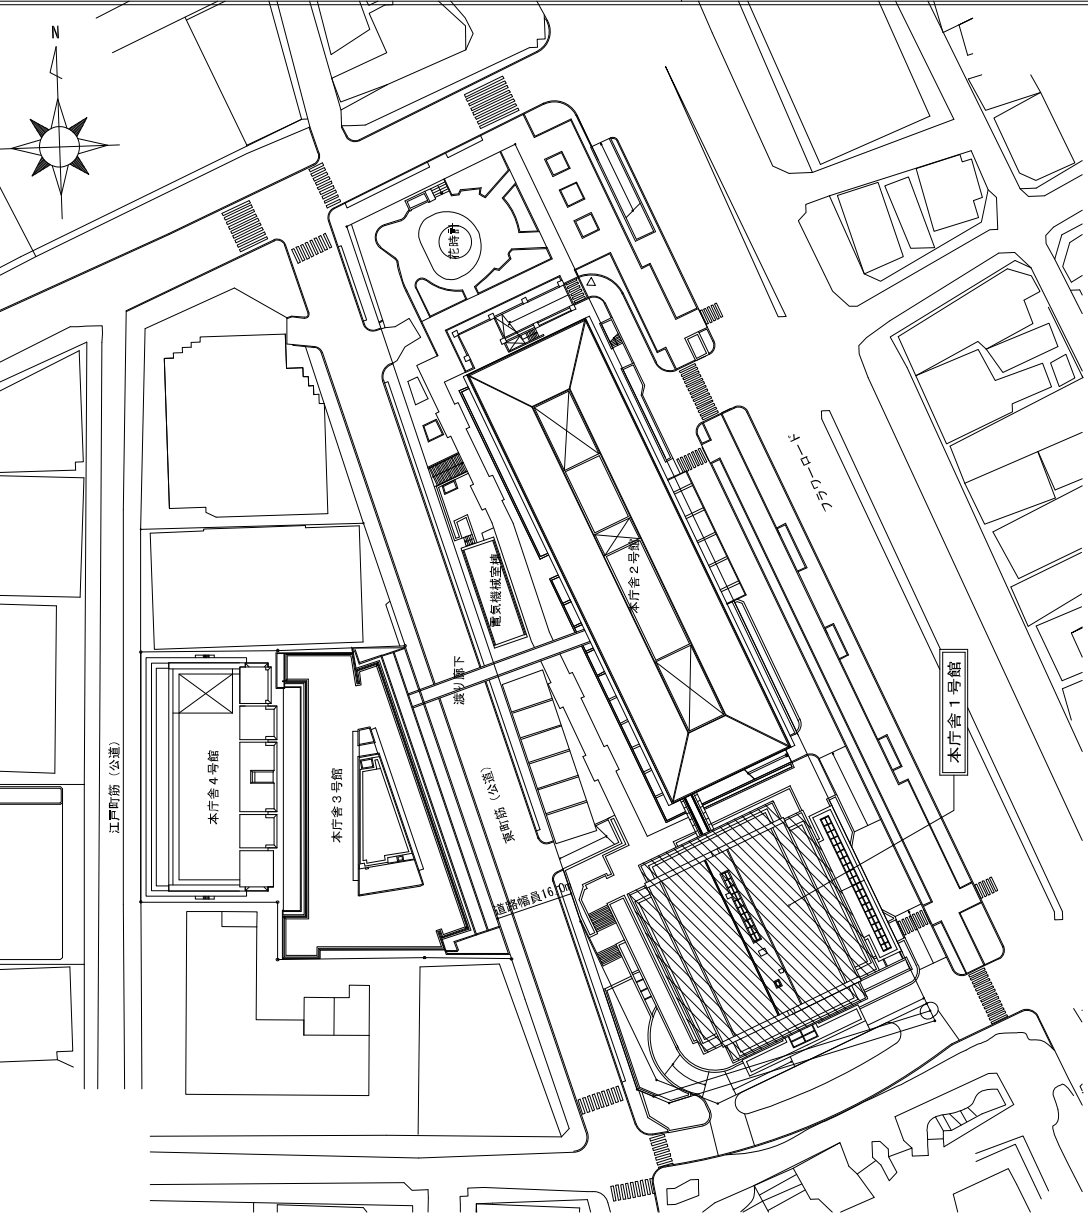 N
花時計
フラワーロード
本庁舎２号館
電気機械室棟
渡り廊下
本庁舎１号館
江戸町筋（公道）
本庁舎４号館
本庁舎３号館
東町筋（公道）
道路幅員16.0m